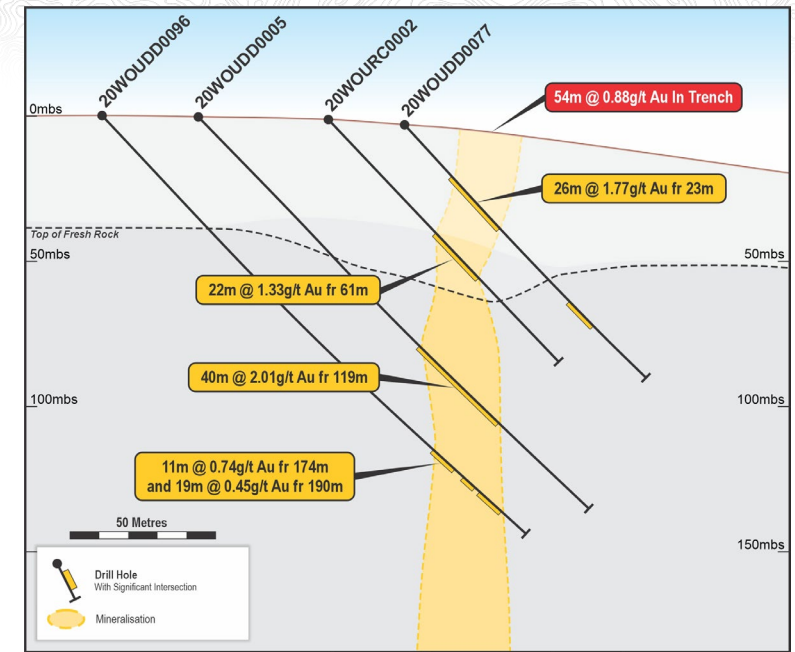 20WOUDD0096
20WOUDD0005
20WOURC0002
20WOUDD0077
54m @ 0.88g/t Au In Trench
0mbs
26m @ 1.77g/t Au fr 23m
Top of Fresh Rock
50mbs
50mbs
22m @ 1.33g/t Au fr 61m
40m @ 2.01g/t Au fr 119m
100mbs
100mbs
11m @ 0.74g/t Au fr 174m
and 19m @ 0.45g/t Au fr 190m
50 Metres
150mbs
Drill Hole
With Significant Intersection
Mineralisation